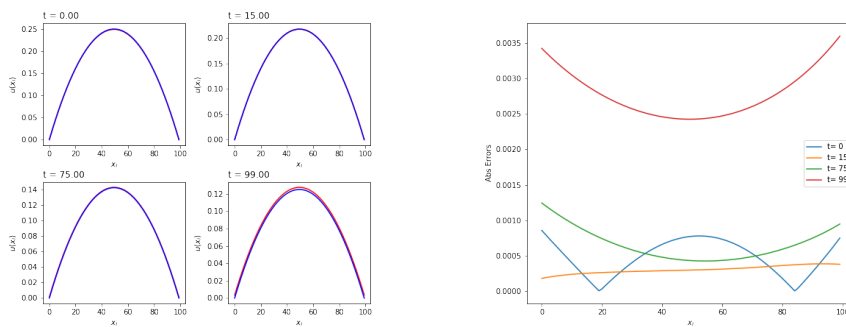 t = 0.00
0.25
0.20
0.15
0.10
0.05
0.00
u(xᵢ)
0 20 40 60 80 100
xᵢ
t = 15.00
0.20
0.15
0.10
0.05
0.00
u(xᵢ)
0 20 40 60 80 100
xᵢ
t = 75.00
0.14
0.12
0.10
0.08
0.06
0.04
0.02
0.00
u(xᵢ)
0 20 40 60 80 100
xᵢ
t = 99.00
0.12
0.10
0.08
0.06
0.04
0.02
0.00
u(xᵢ)
0 20 40 60 80 100
xᵢ
0.0035
0.0030
0.0025
0.0020
0.0015
0.0010
0.0005
0.0000
Abs Errors
0 20 40 60 80 100
xᵢ
t= 0
t= 15
t= 75
t= 99